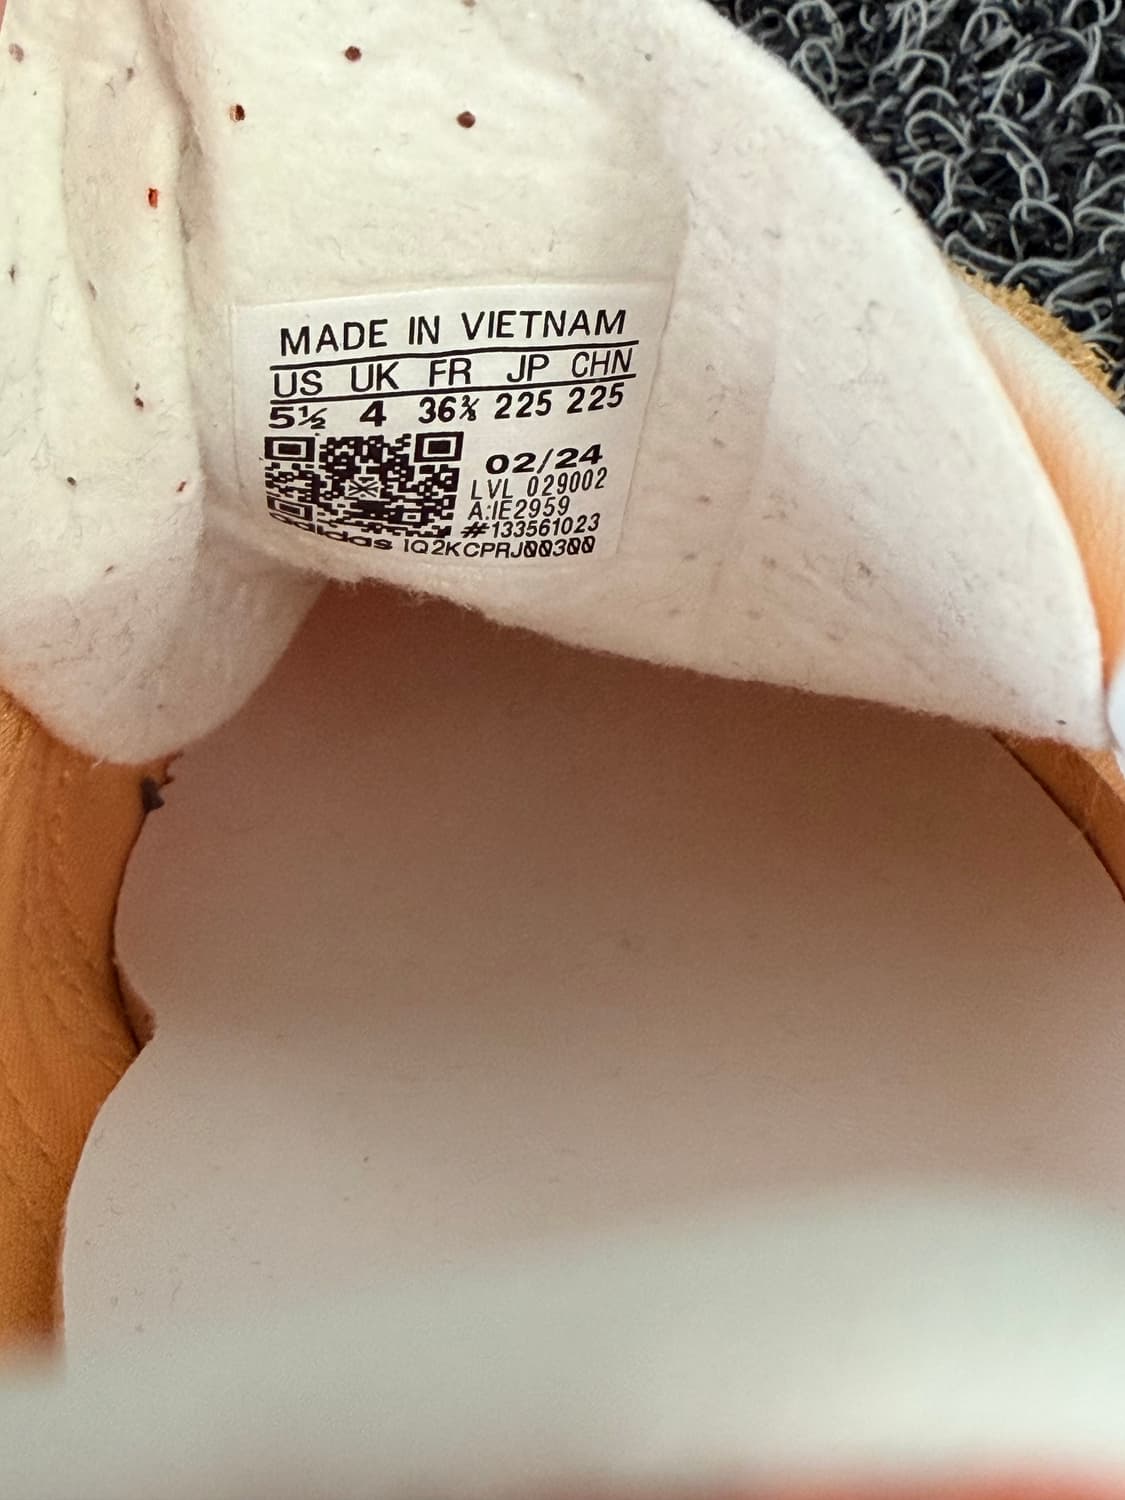 MADE IN VIETNAM
US UK FR JP CHN
5½ 4 36⅔ 225 225
02/24
LVL 029002
A:IE2959
#133561023
adidas 1Q2KCPRJ00300